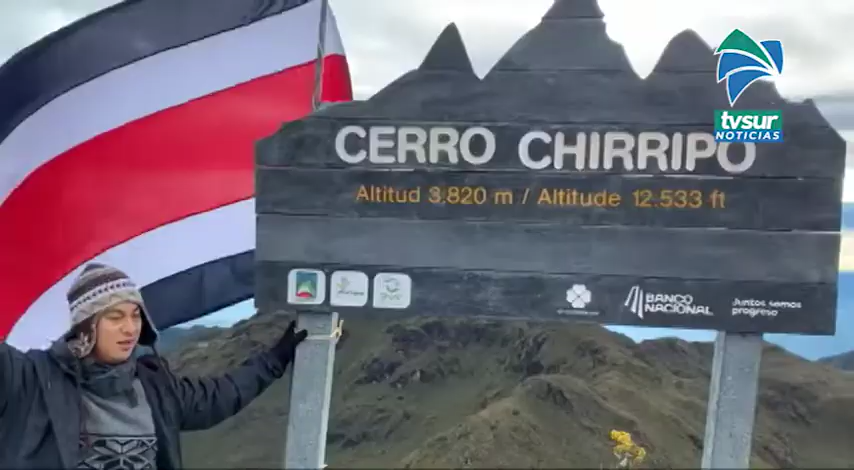 tvsur
NOTICIAS
CERRO CHIRRIPO
Altitud 3.820 m / Altitude 12.533 ft
BANCO
NACIONAL
Juntos somos
progreso